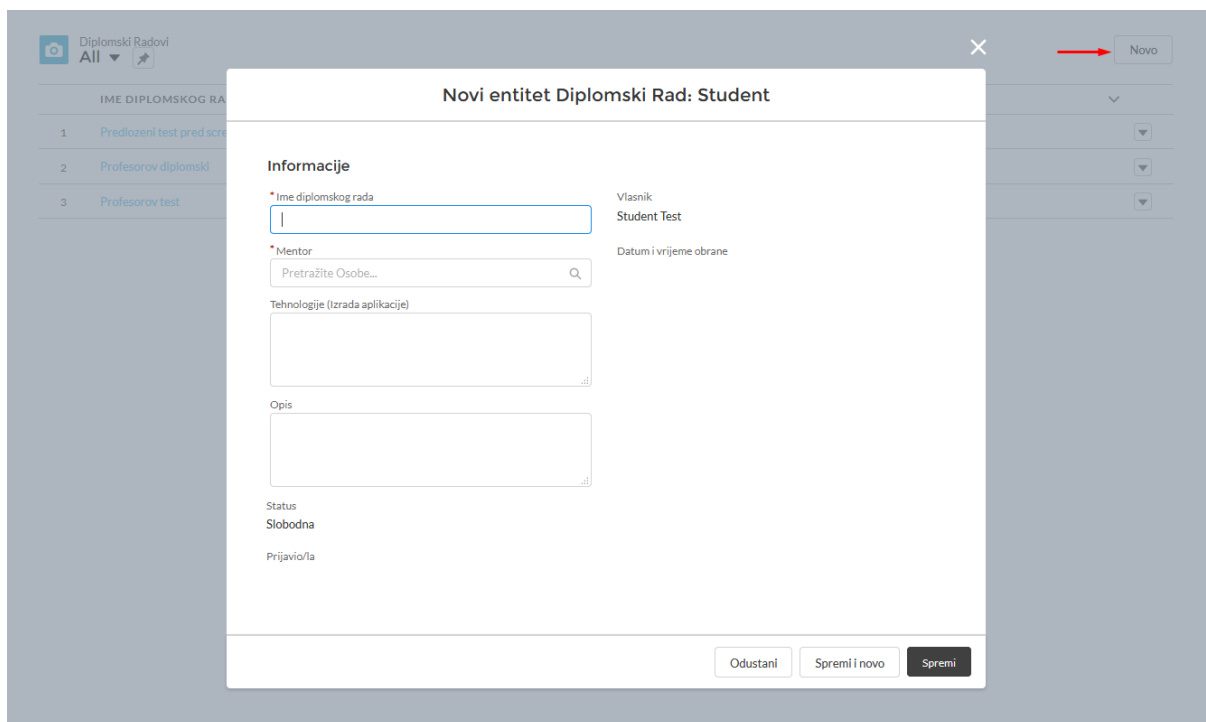 Diplomski Radovi
All
Novo
IME DIPLOMSKOG RA
1 Predlozeni test pred scre
2 Profesorov diplomski
3 Profesorov test
Novi entitet Diplomski Rad: Student
Informacije
* Ime diplomskog rada
Vlasnik
Student Test
* Mentor
Pretražite Osobe...
Datum i vrijeme obrane
Tehnologije (Izrada aplikacije)
Opis
Status
Slobodna
Prijavio/la
Odustani Spremi i novo Spremi